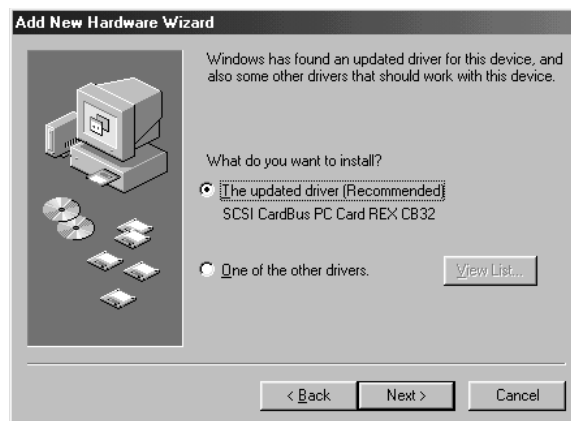 Add New Hardware Wizard
Windows has found an updated driver for this device, and
also some other drivers that should work with this device.
What do you want to install?
The updated driver (Recommended)
SCSI CardBus PC Card REX CB32
One of the other drivers.
View List...
< Back
Next >
Cancel